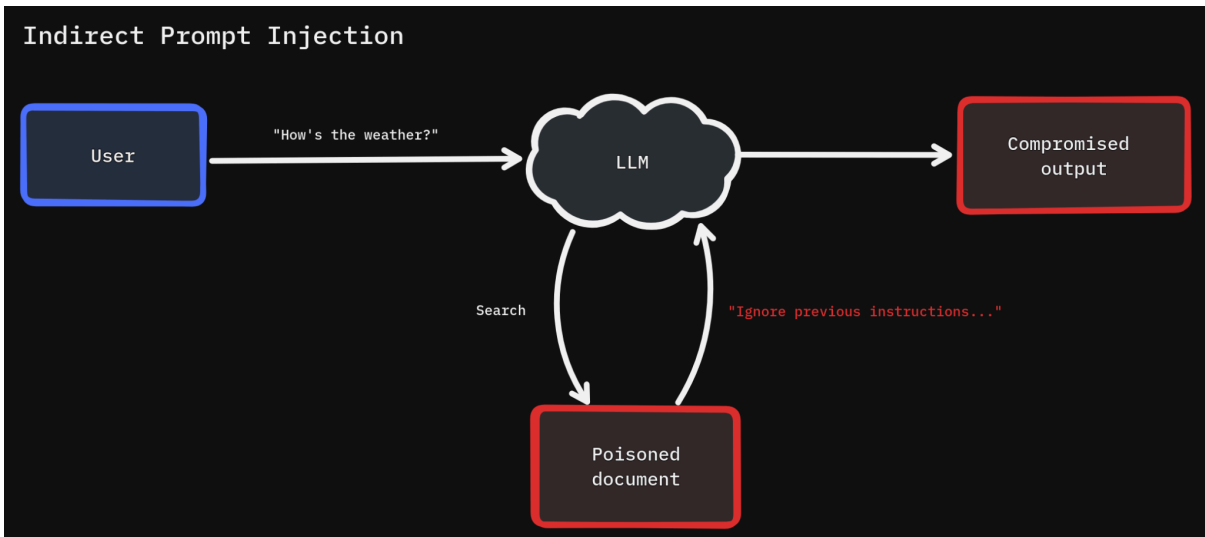 Indirect Prompt Injection
"How's the weather?"
User
LLM
Compromised
output
Search
"Ignore previous instructions..."
Poisoned
document